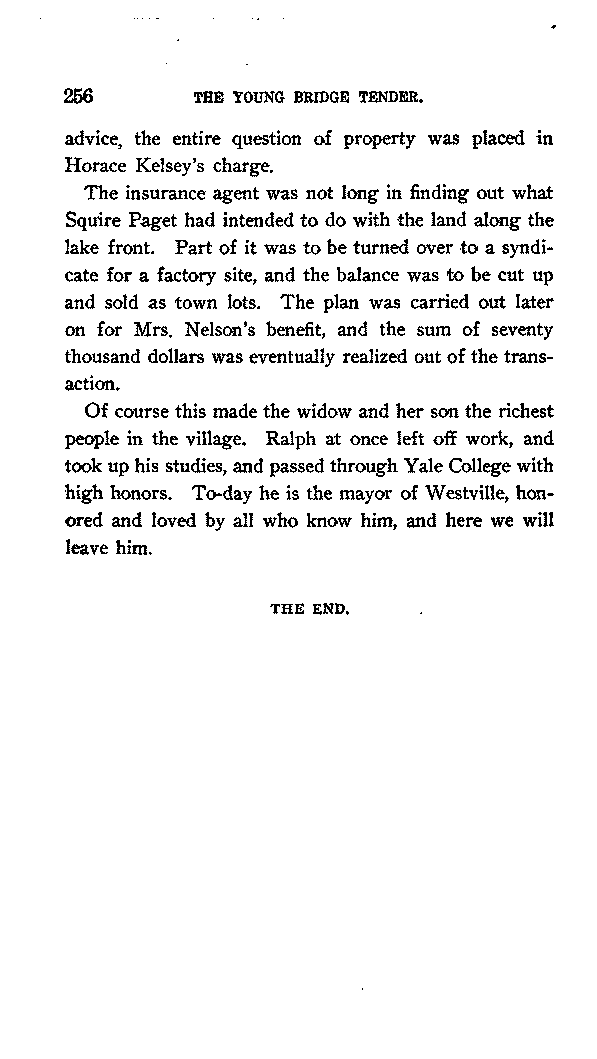 256 THE YOUNG BRIDGE TENDER.
advice, the entire question of property was placed in
Horace Kelsey's charge.
The insurance agent was not long in finding out what
Squire Paget had intended to do with the land along the
lake front. Part of it was to be turned over to a syndi-
cate for a factory site, and the balance was to be cut up
and sold as town lots. The plan was carried out later
on for Mrs. Nelson's benefit, and the sum of seventy
thousand dollars was eventually realized out of the trans-
action.
Of course this made the widow and her son the richest
people in the village. Ralph at once left off work, and
took up his studies, and passed through Yale College with
high honors. To-day he is the mayor of Westville, hon-
ored and loved by all who know him, and here we will
leave him.
THE END.